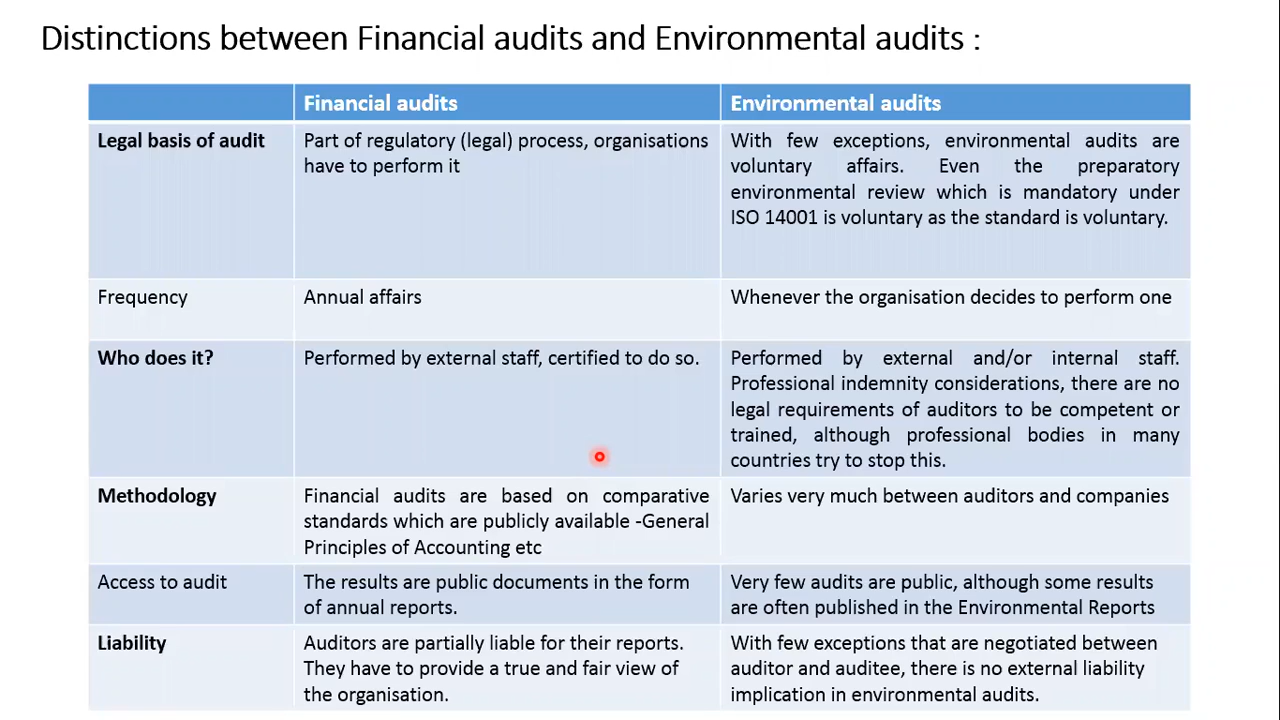 Distinctions between Financial audits and Environmental audits :
Financial audits
Environmental audits
Legal basis of audit
Part of regulatory (legal) process, organisations
have to perform it
With few exceptions, environmental audits are
voluntary affairs. Even the preparatory
environmental review which is mandatory under
ISO 14001 is voluntary as the standard is voluntary.
Frequency
Annual affairs
Whenever the organisation decides to perform one
Who does it?
Performed by external staff, certified to do so.
Performed by external and/or internal staff.
Professional indemnity considerations, there are no
legal requirements of auditors to be competent or
trained, although professional bodies in many
countries try to stop this.
Methodology
Financial audits are based on comparative
standards which are publicly available -General
Principles of Accounting etc
Varies very much between auditors and companies
Access to audit
The results are public documents in the form
of annual reports.
Very few audits are public, although some results
are often published in the Environmental Reports
Liability
Auditors are partially liable for their reports.
They have to provide a true and fair view of
the organisation.
With few exceptions that are negotiated between
auditor and auditee, there is no external liability
implication in environmental audits.